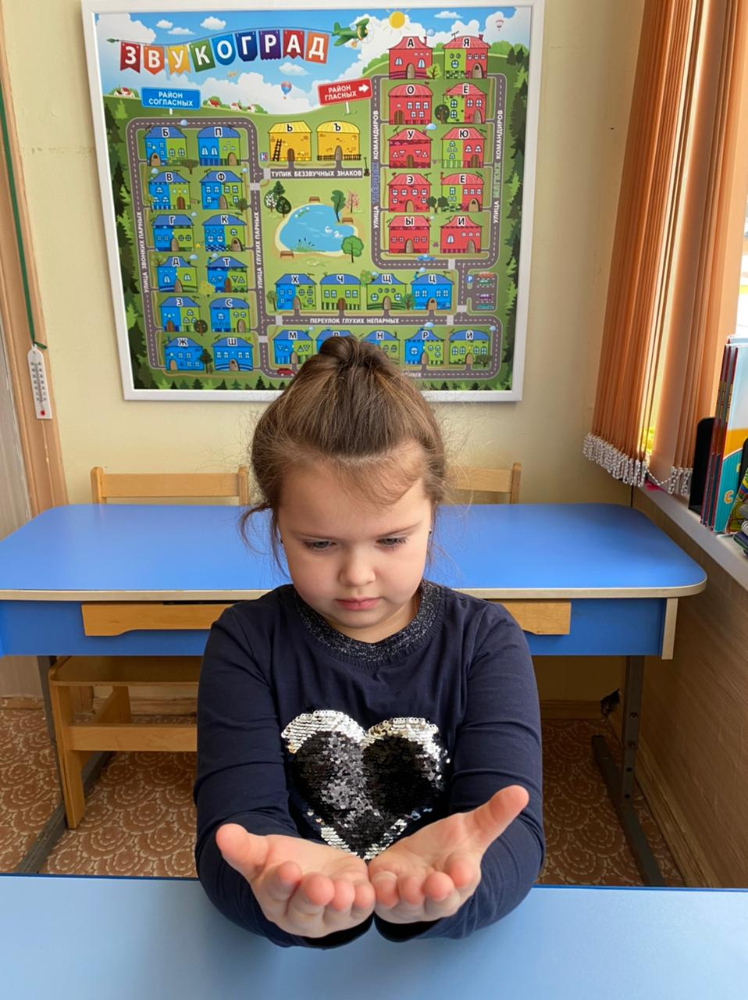 ЗВУКОГРАД
РАЙОН
СОГЛАСНЫХ
РАЙОН
ГЛАСНЫХ
А Я
О Ё
У Ю
Э Е
Ы И
Ь Ъ
ТУПИК БЕЗЗВУЧНЫХ ЗНАКОВ
Б П
В Ф
Г К
Д Т
З С
Ж Ш
УЛИЦА ЗВОНКИХ ПАРНЫХ
УЛИЦА ГЛУХИХ ПАРНЫХ
УЛИЦА ТВЕРДЫХ КОМАНДИРОВ
УЛИЦА МЯГКИХ КОМАНДИРОВ
Х Ч Щ Ц
P
ПЕРЕУЛОК ГЛУХИХ НЕПАРНЫХ
М Л Н Р Й